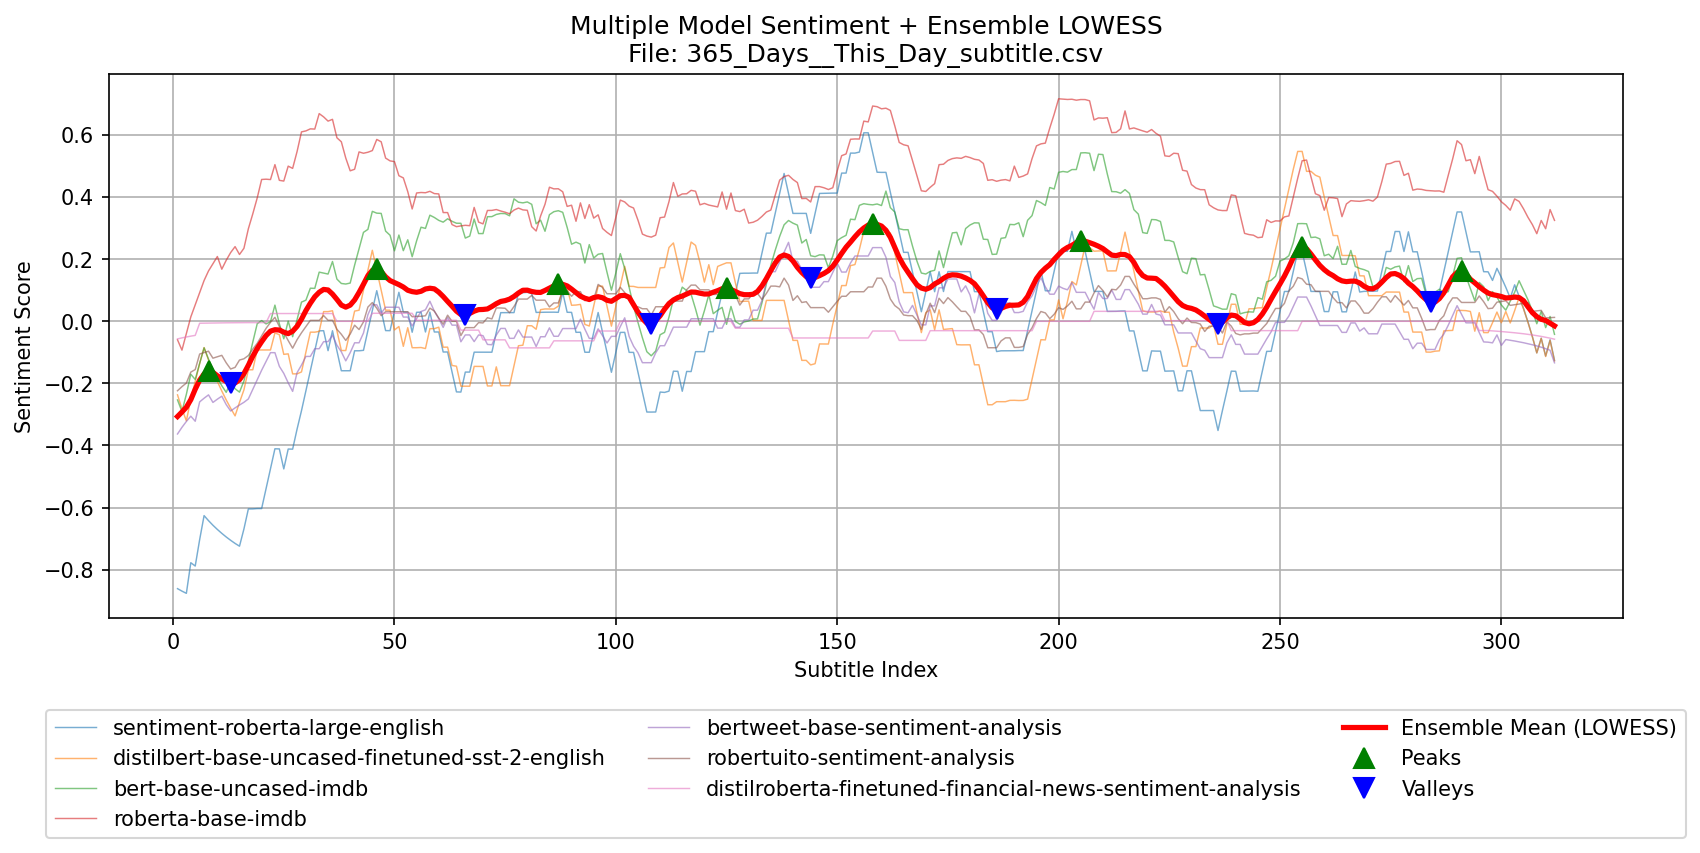 Multiple Model Sentiment + Ensemble LOWESS
File: 365_Days__This_Day_subtitle.csv
Sentiment Score
0.6
0.4
0.2
0.0
−0.2
−0.4
−0.6
−0.8
0 50 100 150 200 250 300
Subtitle Index
sentiment-roberta-large-english
distilbert-base-uncased-finetuned-sst-2-english
bert-base-uncased-imdb
roberta-base-imdb
bertweet-base-sentiment-analysis
robertuito-sentiment-analysis
distilroberta-finetuned-financial-news-sentiment-analysis
Ensemble Mean (LOWESS)
Peaks
Valleys